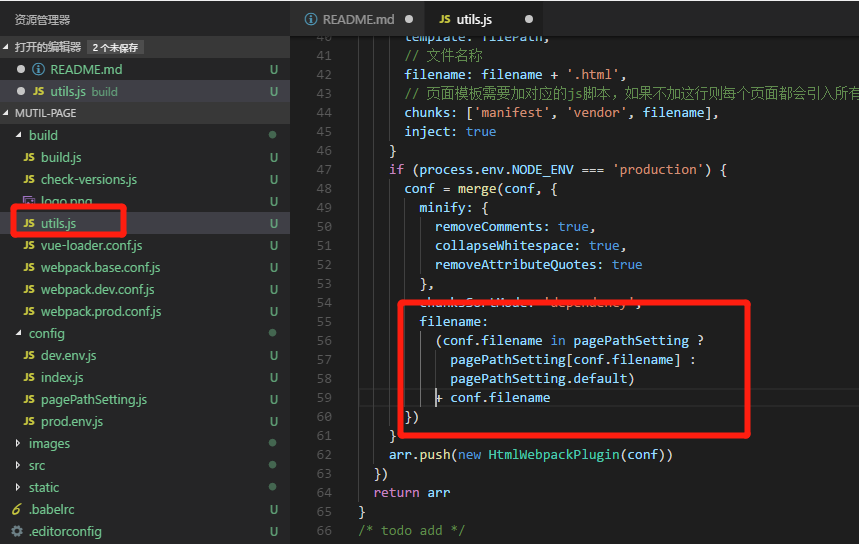 资源管理器
打开的编辑器 2 个未保存
README.md U
JS utils.js build U
MUTIL-PAGE
build
JS build.js U
JS check-versions.js U
logo.png U
JS utils.js U
JS vue-loader.conf.js U
JS webpack.base.conf.js U
JS webpack.dev.conf.js U
JS webpack.prod.conf.js U
config
JS dev.env.js U
JS index.js U
JS pagePathSetting.js U
JS prod.env.js U
images
src
static
.babelrc U
.editorconfig U
README.md JS utils.js
40 template: filePath,
41 // 文件名称
42 filename: filename + '.html',
43 // 页面模板需要加对应的js脚本，如果不加这行则每个页面都会引入所有
44 chunks: ['manifest', 'vendor', filename],
45 inject: true
46 }
47 if (process.env.NODE_ENV === 'production') {
48 conf = merge(conf, {
49 minify: {
50 removeComments: true,
51 collapseWhitespace: true,
52 removeAttributeQuotes: true
53 },
54 chunksSortMode: 'dependency',
55 filename:
56 (conf.filename in pagePathSetting ?
57 pagePathSetting[conf.filename] :
58 pagePathSetting.default)
59 + conf.filename
60 })
61 }
62 arr.push(new HtmlWebpackPlugin(conf))
63 })
64 return arr
65 }
66 /* todo add */